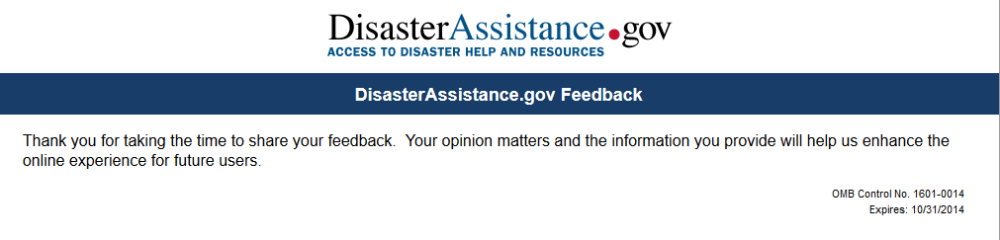 DisasterAssistance.gov
ACCESS TO DISASTER HELP AND RESOURCES
DisasterAssistance.gov Feedback
Thank you for taking the time to share your feedback.  Your opinion matters and the information you provide will help us enhance the
online experience for future users.
OMB Control No. 1601-0014
Expires: 10/31/2014